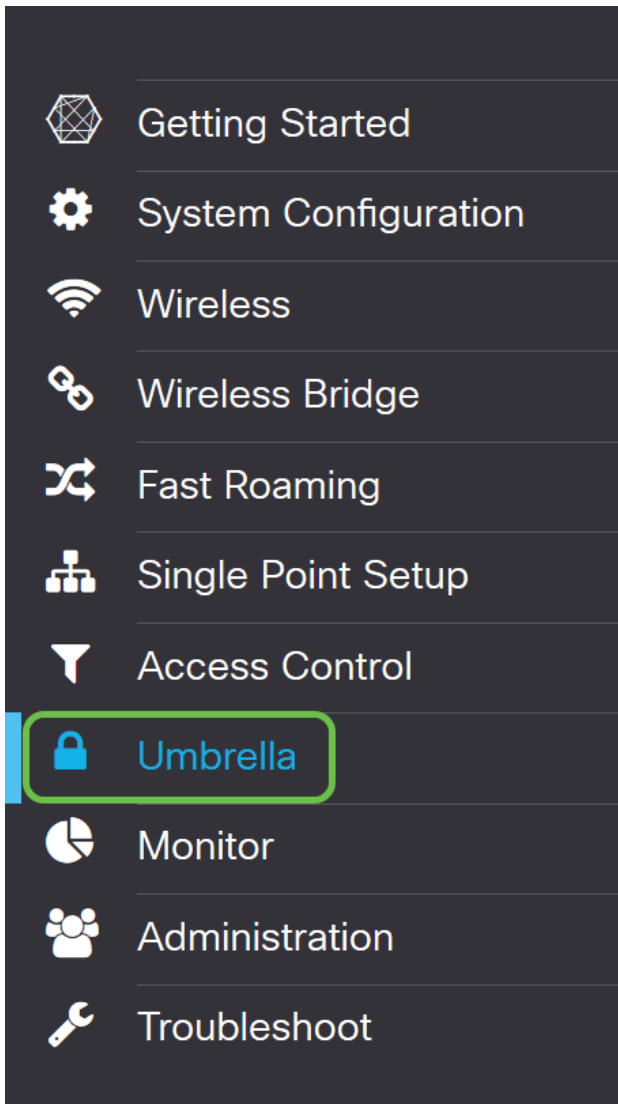 Getting Started
System Configuration
Wireless
Wireless Bridge
Fast Roaming
Single Point Setup
Access Control
Umbrella
Monitor
Administration
Troubleshoot